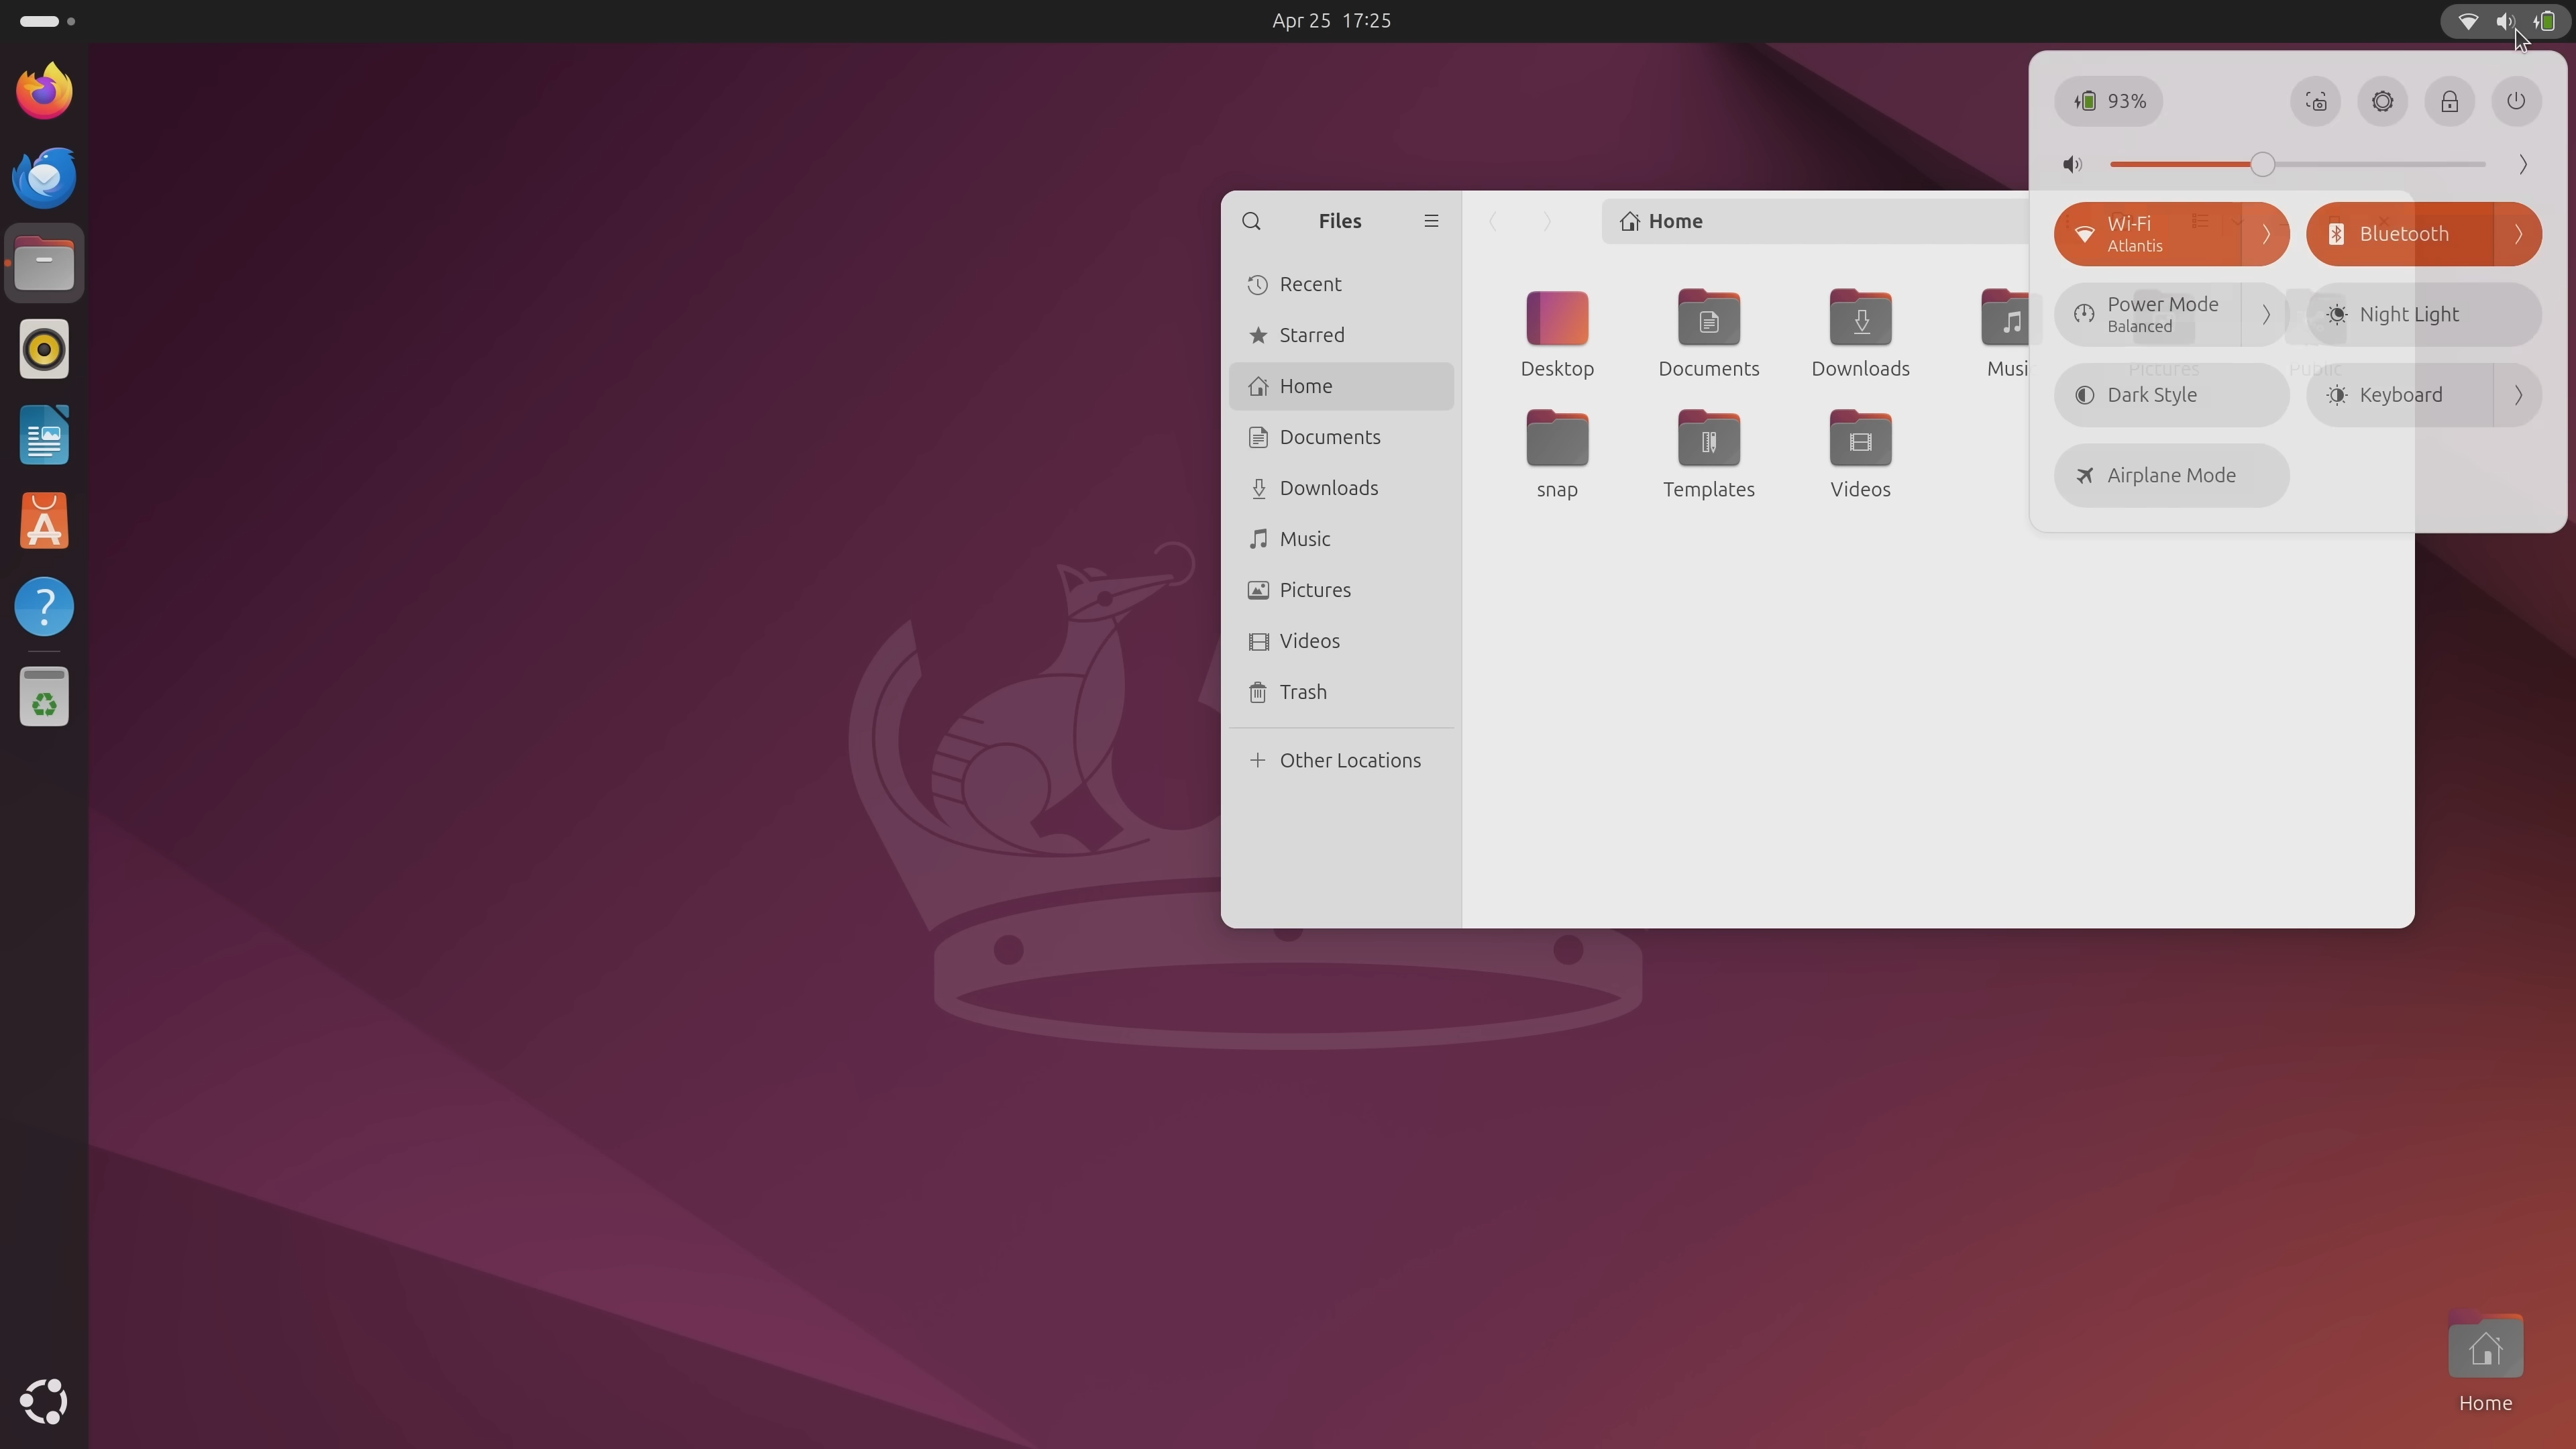 Apr 25 17:25
93%
Files
Home
Wi-Fi
Atlantis
Bluetooth
Recent
Starred
Home
Documents
Downloads
Music
Pictures
Videos
Trash
Other Locations
Desktop
Documents
Downloads
Musi
Pictures
Public
snap
Templates
Videos
Power Mode
Balanced
Night Light
Dark Style
Keyboard
Airplane Mode
Home